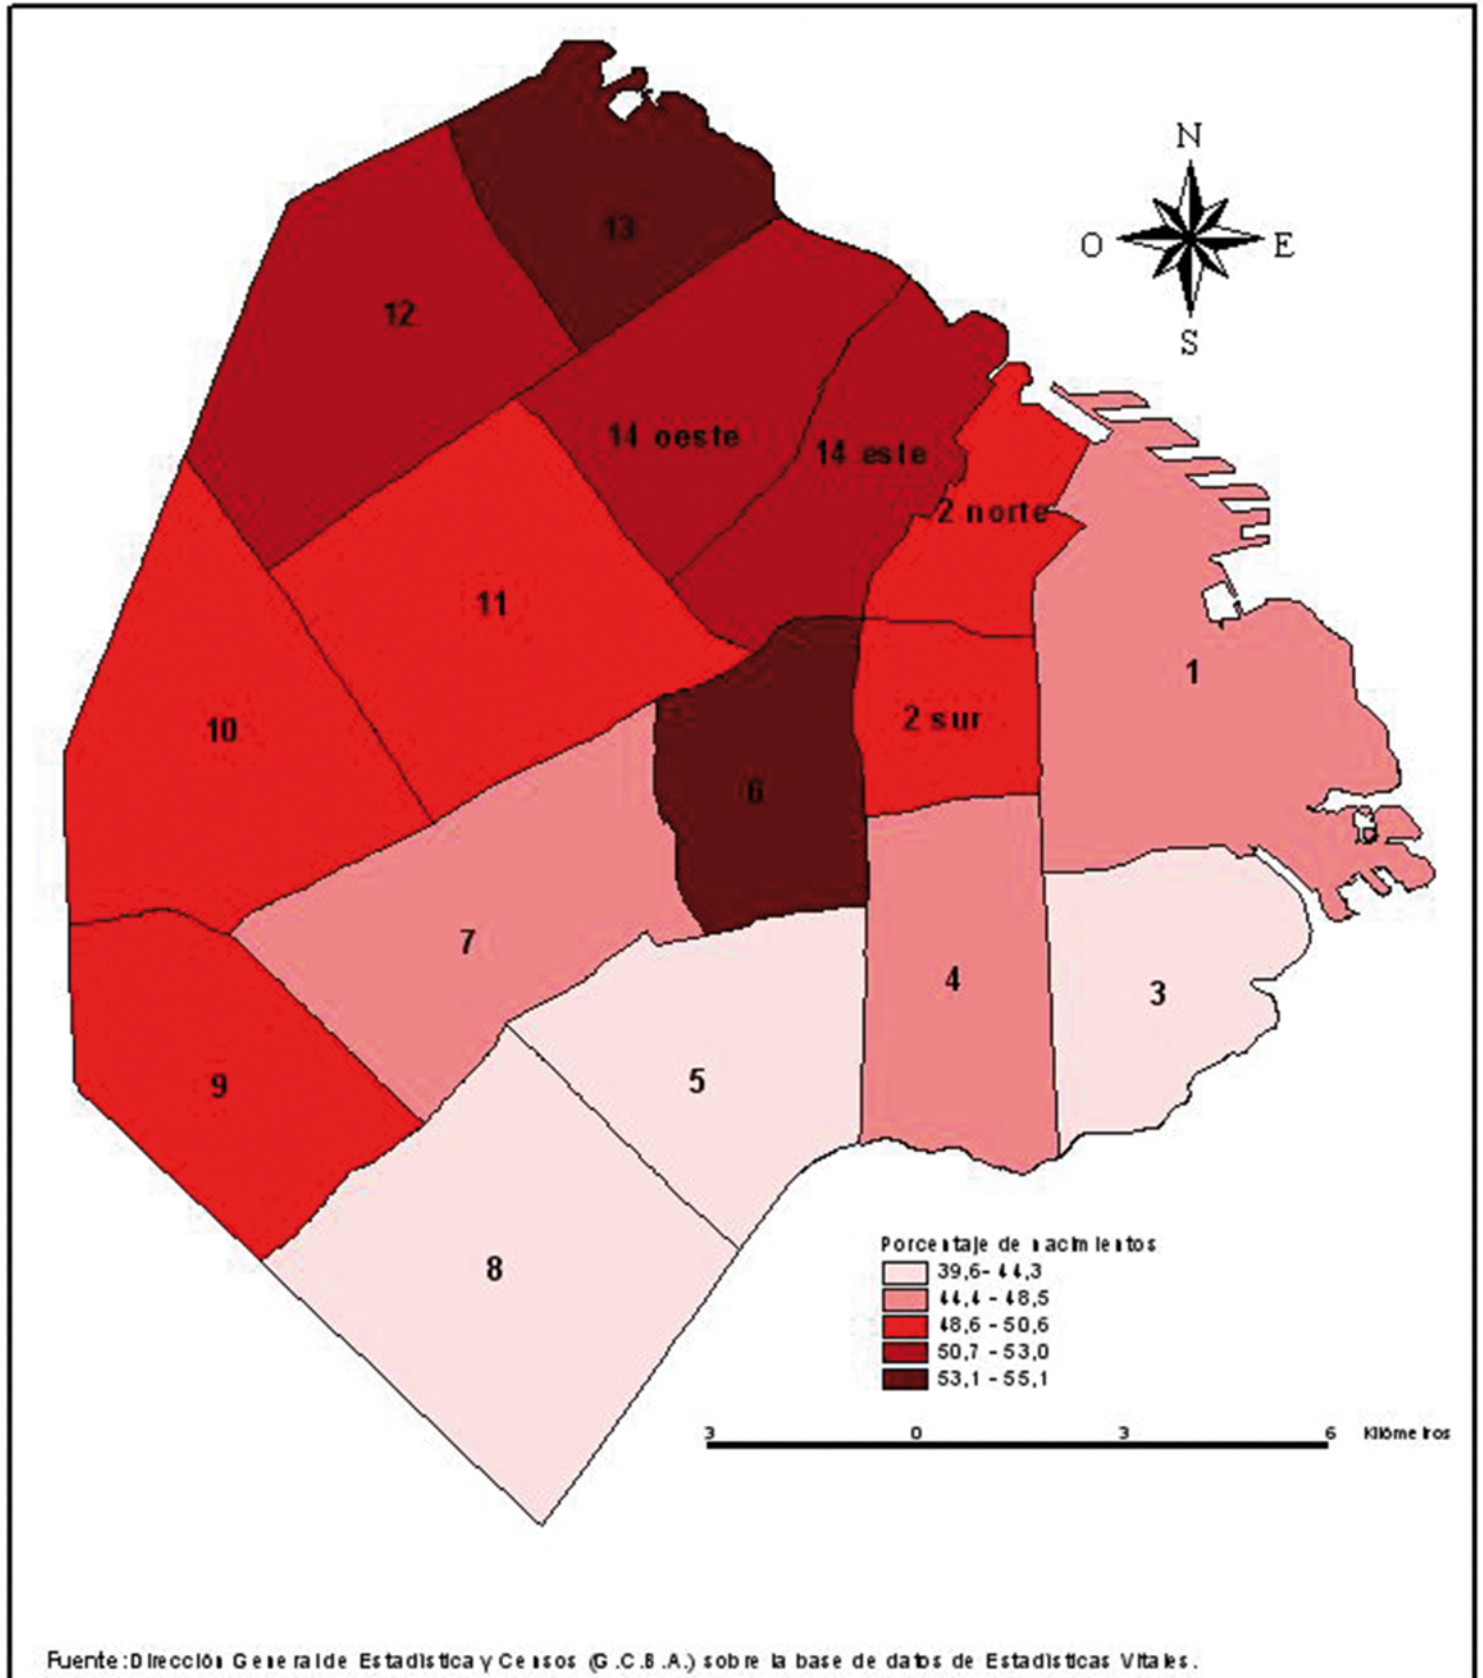 N
O
E
S
13
12
14 oeste
14 este
2 norte
11
1
2 sur
10
6
7
4
3
5
9
8
Porcentaje de nacimientos
39,6- 44,3
44,4 - 48,5
48,6 - 50,6
50,7 - 53,0
53,1 - 55,1
3 0 3 6 Kilómetros
Fuente: Dirección General de Estadística y Censos (G.C.B.A.) sobre la base de datos de Estadísticas Vitales.